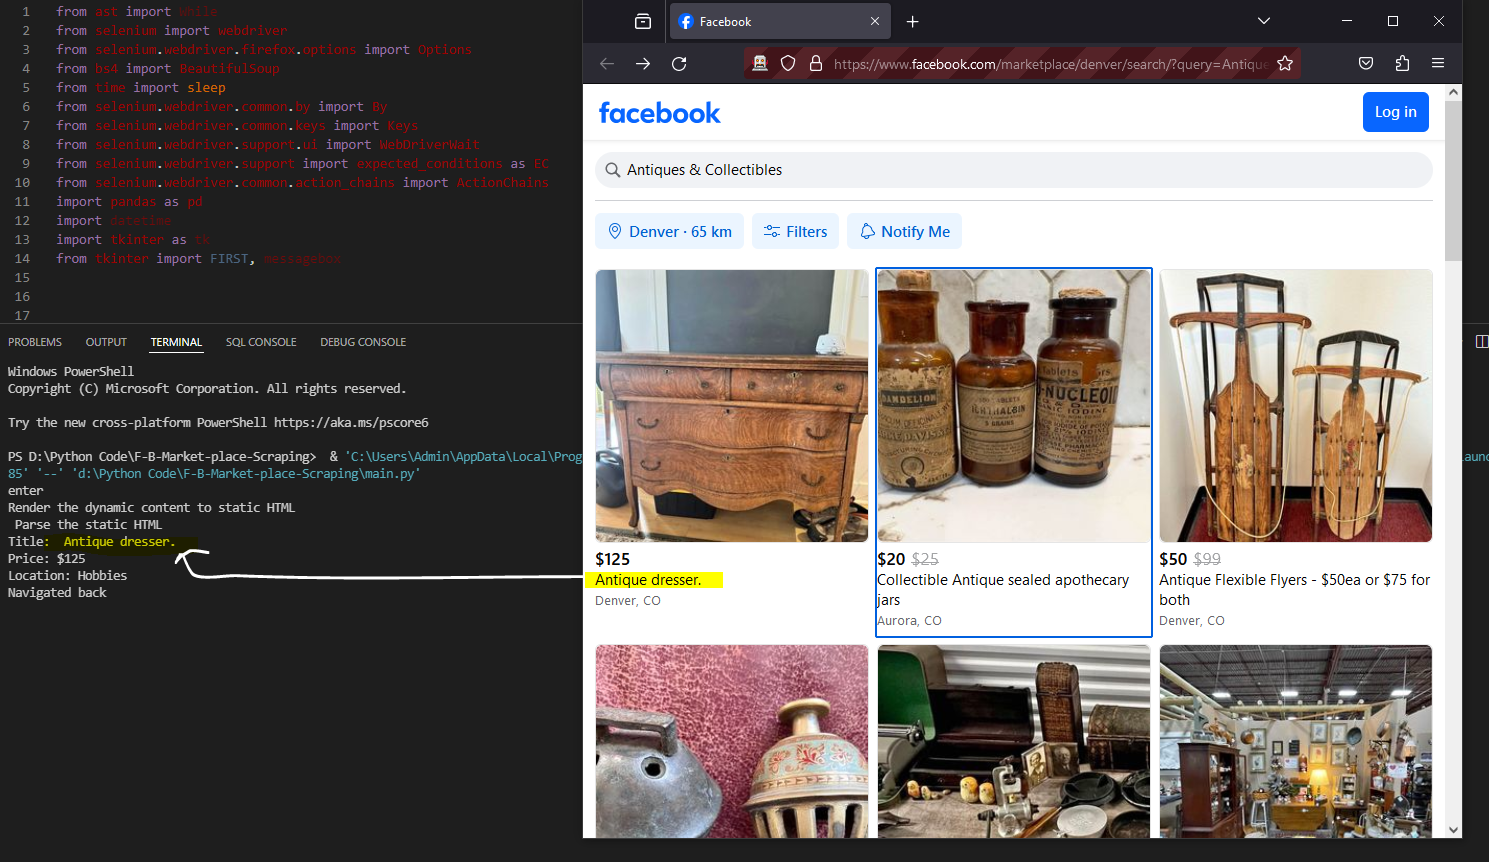 1 from ast import While
2 from selenium import webdriver
3 from selenium.webdriver.firefox.options import Options
4 from bs4 import BeautifulSoup
5 from time import sleep
6 from selenium.webdriver.common.by import By
7 from selenium.webdriver.common.keys import Keys
8 from selenium.webdriver.support.ui import WebDriverWait
9 from selenium.webdriver.support import expected_conditions as EC
10 from selenium.webdriver.common.action_chains import ActionChains
11 import pandas as pd
12 import datetime
13 import tkinter as tk
14 from tkinter import FIRST, messagebox
15
16
17
PROBLEMS OUTPUT TERMINAL SQL CONSOLE DEBUG CONSOLE
Windows PowerShell
Copyright (C) Microsoft Corporation. All rights reserved.
Try the new cross-platform PowerShell https://aka.ms/pscore6
PS D:\Python Code\F-B-Market-place-Scraping>  & 'C:\Users\Admin\AppData\Local\Prog
85' '--' 'd:\Python Code\F-B-Market-place-Scraping\main.py'
enter
Render the dynamic content to static HTML
Parse the static HTML
Title:  Antique dresser.
Price: $125
Location: Hobbies
Navigated back
Facebook
https://www.facebook.com/marketplace/denver/search/?query=Antique
facebook
Log in
Antiques & Collectibles
Denver · 65 km
Filters
Notify Me
DANDELION
ICHTHALBIN
5 GRAINS
Tablets
NUCLEOI
$125
Antique dresser.
Denver, CO
$20 $25
Collectible Antique sealed apothecary
jars
Aurora, CO
$50 $99
Antique Flexible Flyers - $50ea or $75 for
both
Denver, CO